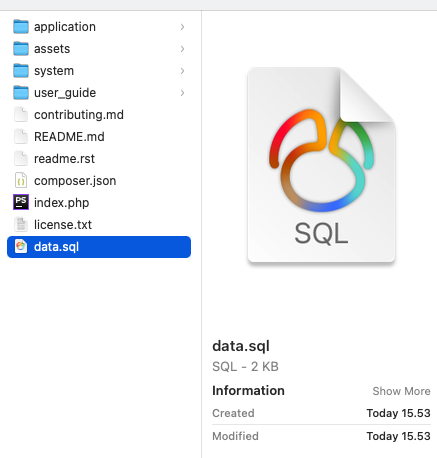 application
assets
system
user_guide
contributing.md
README.md
readme.rst
composer.json
PS index.php
license.txt
data.sql
SQL
data.sql
SQL - 2 KB
Information Show More
Created Today 15.53
Modified Today 15.53